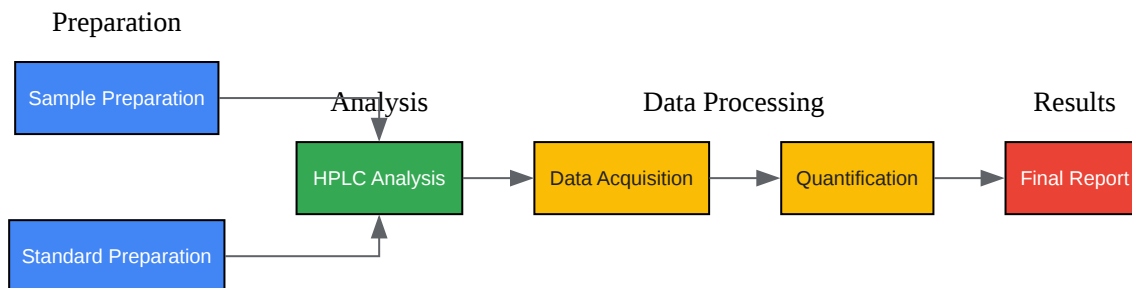 Preparation
Sample Preparation
Analysis
Data Processing
Results
HPLC Analysis
Data Acquisition
Quantification
Final Report
Standard Preparation